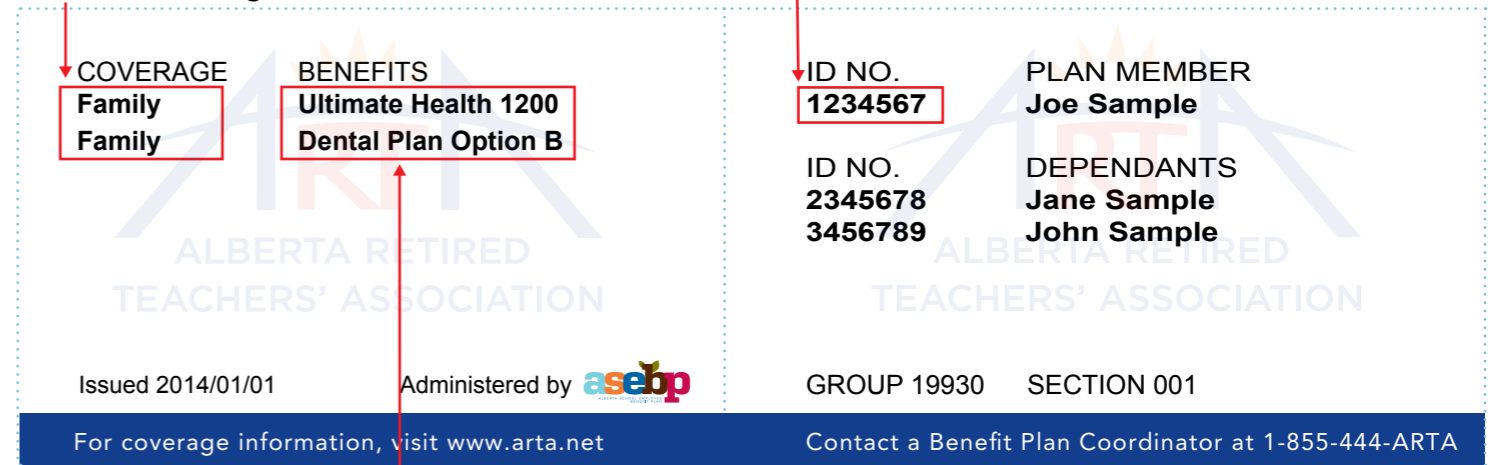 COVERAGE BENEFITS
Family Ultimate Health 1200
Family Dental Plan Option B
ARTA
ALBERTA RETIRED
TEACHERS' ASSOCIATION
Issued 2014/01/01 Administered by asebp
For coverage information, visit www.arta.net
ID NO. PLAN MEMBER
1234567 Joe Sample
ID NO. DEPENDANTS
2345678 Jane Sample
3456789 John Sample
ARTA
ALBERTA RETIRED
TEACHERS' ASSOCIATION
GROUP 19930 SECTION 001
Contact a Benefit Plan Coordinator at 1-855-444-ARTA